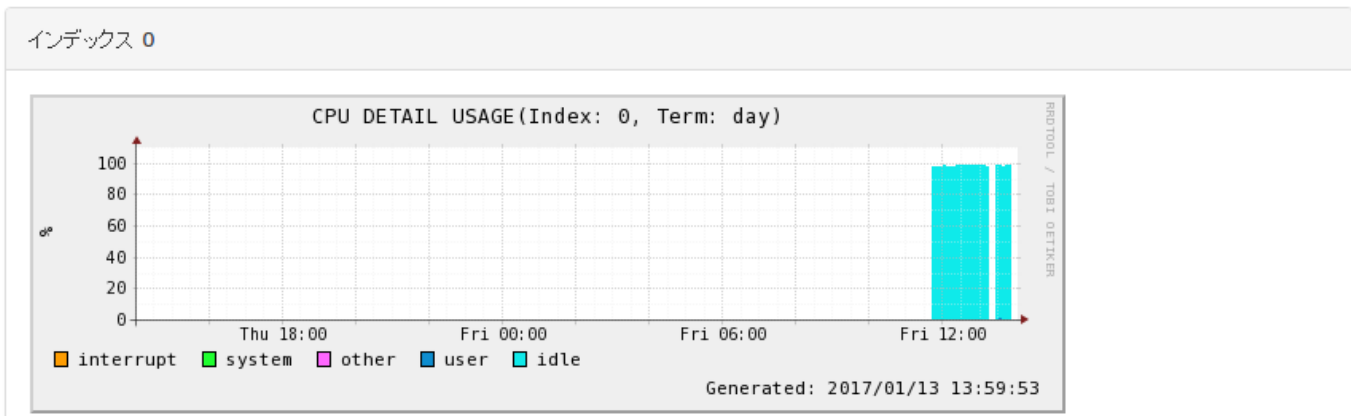 インデックス 0
CPU DETAIL USAGE(Index: 0, Term: day)
RRDTOOL / TOBI OETIKER
100
80
60
40
20
0
%
Thu 18:00 Fri 00:00 Fri 06:00 Fri 12:00
interrupt system other user idle
Generated: 2017/01/13 13:59:53